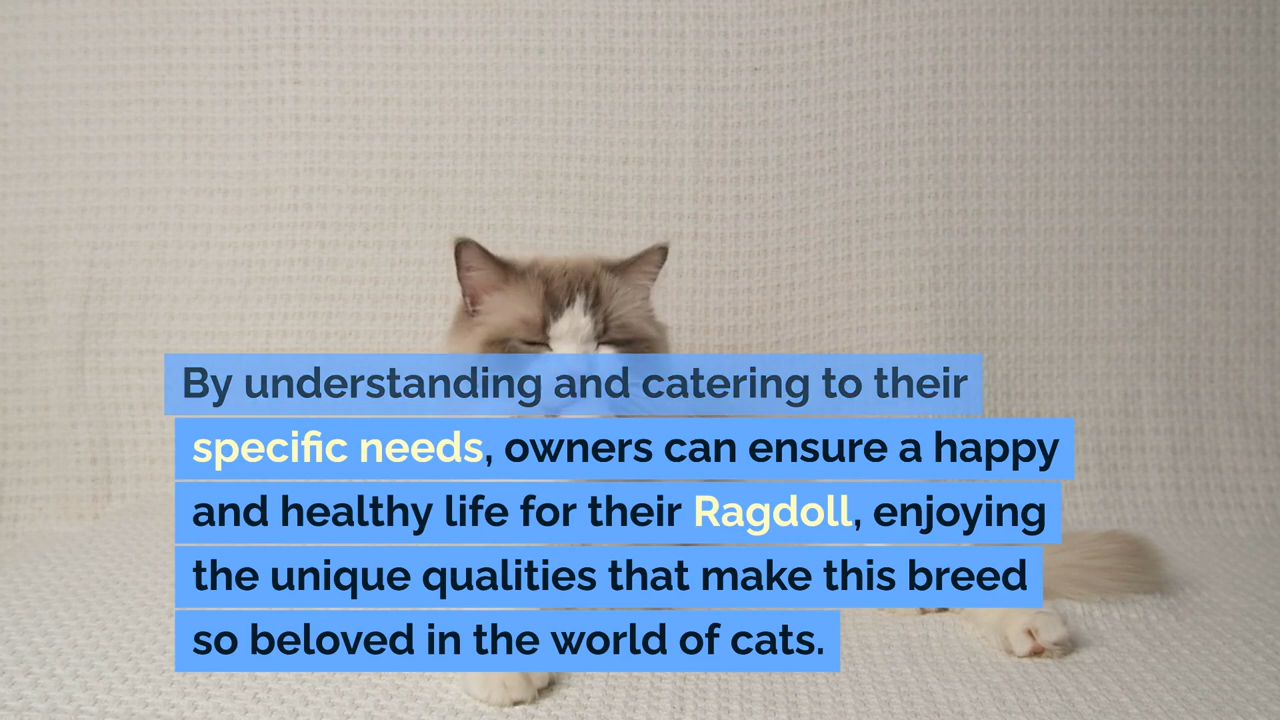 By understanding and catering to their
specific needs, owners can ensure a happy
and healthy life for their Ragdoll, enjoying
the unique qualities that make this breed
so beloved in the world of cats.